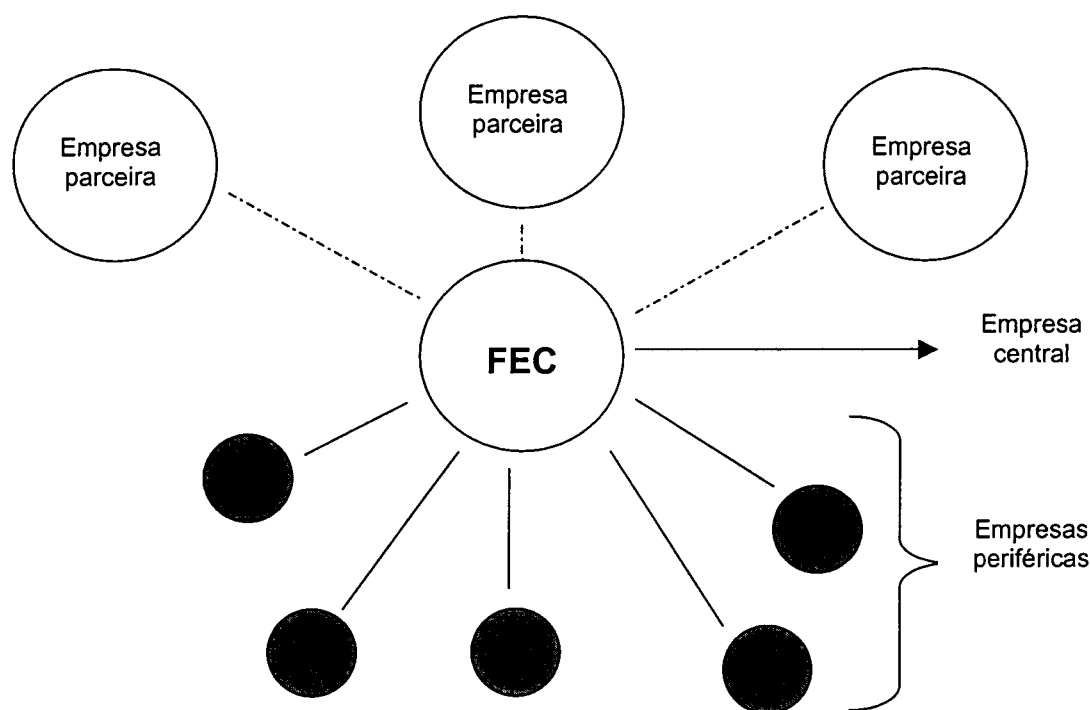 Empresa
parceira
Empresa
parceira
Empresa
parceira
FEC
Empresa
central
Empresas
periféricas